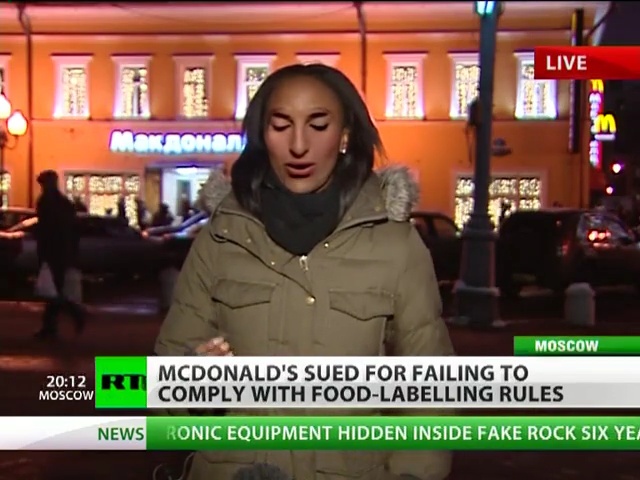 LIVE
Макдонал
MOSCOW
20:12
MOSCOW
RT
MCDONALD'S SUED FOR FAILING TO
COMPLY WITH FOOD-LABELLING RULES
NEWS
RONIC EQUIPMENT HIDDEN INSIDE FAKE ROCK SIX YEA